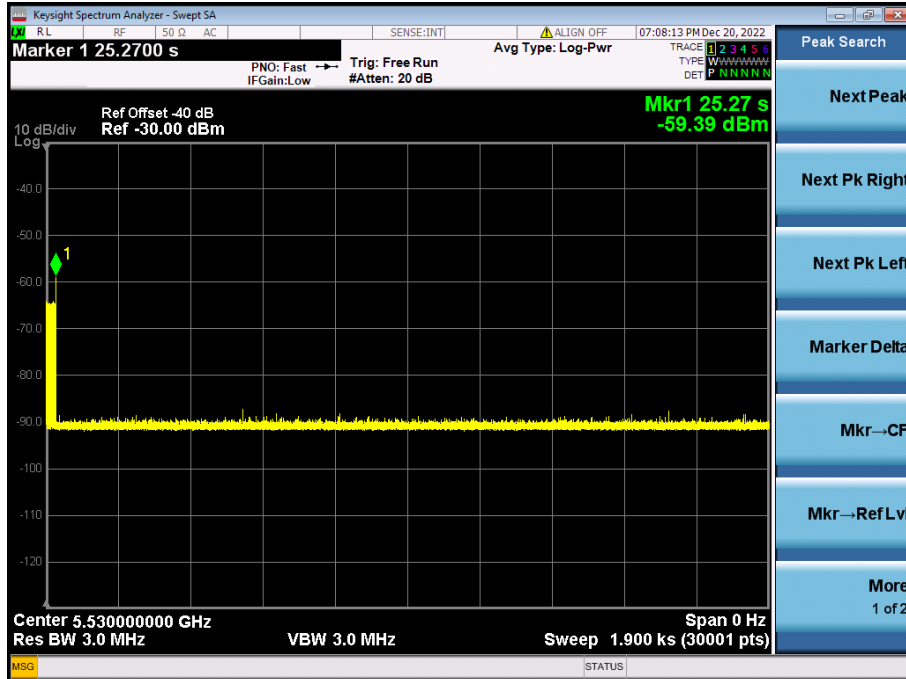 Keysight Spectrum Analyzer - Swept SA
LXI RL RF 50 Ω AC SENSE:INT ALIGN OFF 07:08:13 PM Dec 20, 2022
Marker 1 25.2700 s
PNO: Fast
IFGain:Low
Trig: Free Run
#Atten: 20 dB
Avg Type: Log-Pwr
TRACE 1 2 3 4 5 6
TYPE WWWWWW
DET P N N N N N
Mkr1 25.27 s
-59.39 dBm
Ref Offset -40 dB
10 dB/div Ref -30.00 dBm
Log
-40.0
-50.0
1
-60.0
-70.0
-80.0
-90.0
-100
-110
-120
Center 5.530000000 GHz Span 0 Hz
Res BW 3.0 MHz VBW 3.0 MHz Sweep 1.900 ks (30001 pts)
MSG STATUS
Peak Search
Next Peak
Next Pk Right
Next Pk Left
Marker Delta
Mkr→CF
Mkr→Ref Lvl
More
1 of 2